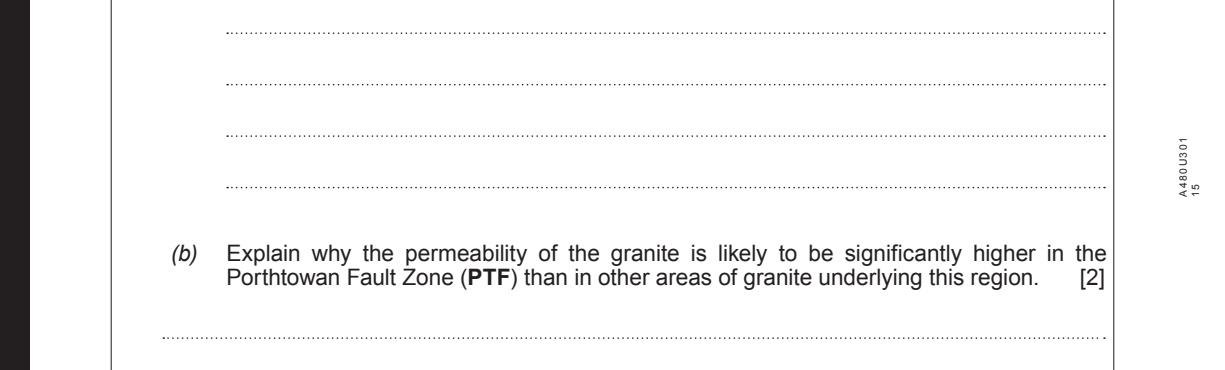 (b) Explain why the permeability of the granite is likely to be significantly higher in the
Porthtowan Fault Zone (PTF) than in other areas of granite underlying this region. [2]
A480U301
15